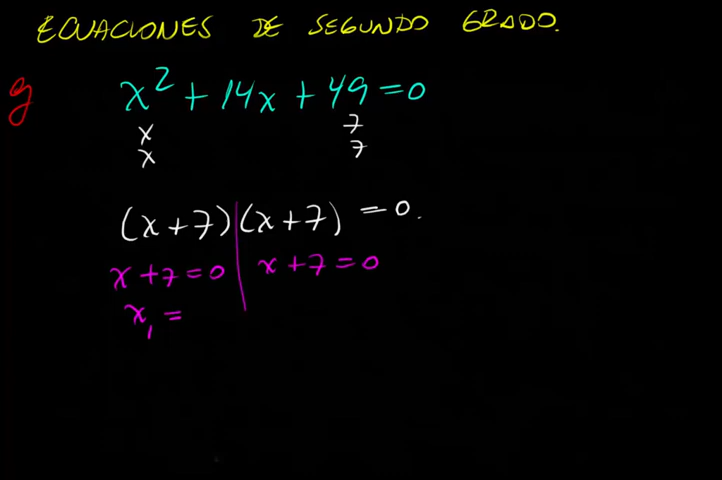 ECUACIONES DE SEGUNDO GRADO.
g x² + 14x + 49 = 0
x 7
x 7
(x + 7) (x + 7) = 0.
x + 7 = 0 x + 7 = 0
x₁ =